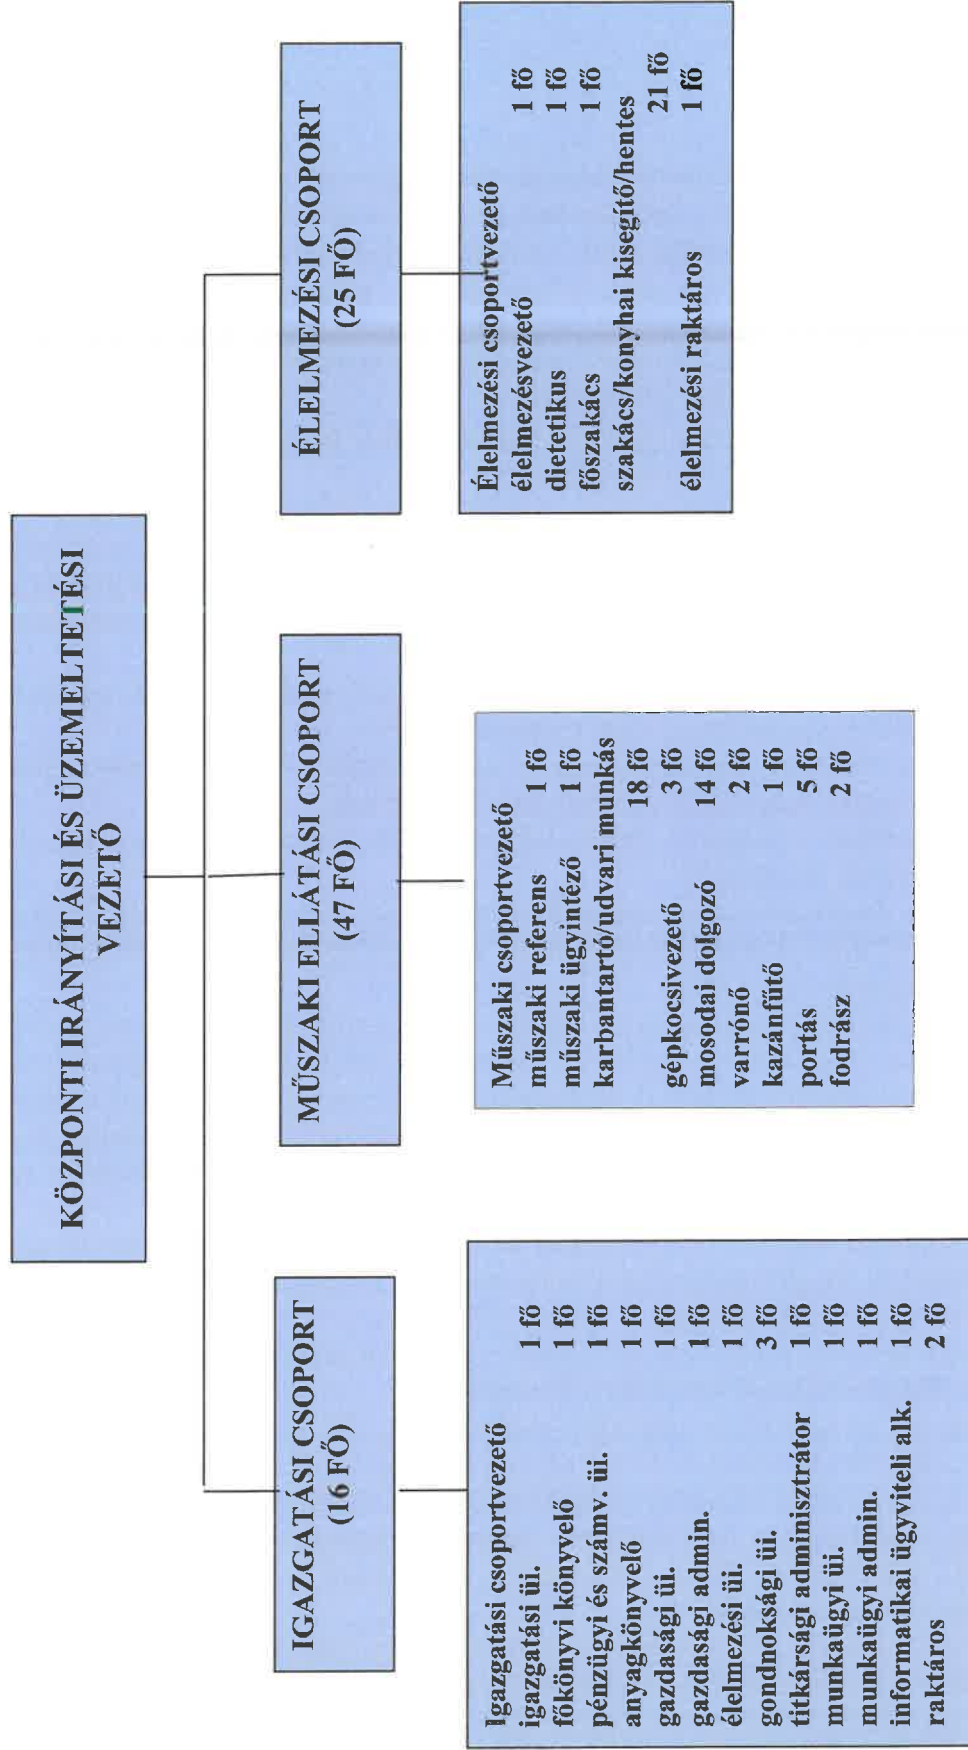 KÖZPONTI IRÁNYÍTÁSI ÉS ÜZEMELTETÉSI
VEZETŐ
IGAZGATÁSI CSOPORT
(16 FŐ)
Igazgatási csoportvezető
igazgatási üi. 1 fő
főkönyvi könyvelő 1 fő
pénzügyi és számv. üi. 1 fő
anyagkönyvelő 1 fő
gazdasági üi. 1 fő
gazdasági admin. 1 fő
élelmezési üi. 1 fő
gondnoksági üi. 3 fő
titkársági adminisztrátor 1 fő
munkaügyi üi. 1 fő
munkaügyi admin. 1 fő
informatikai ügyviteli alk. 1 fő
raktáros 2 fő
MŰSZAKI ELLÁTÁSI CSOPORT
(47 FŐ)
Műszaki csoportvezető
műszaki referens 1 fő
műszaki ügyintéző 1 fő
karbantartó/udvari munkás
18 fő
gépkocsivezető 3 fő
mosodai dolgozó 14 fő
varrónő 2 fő
kazánfűtő 1 fő
portás 5 fő
fodrász 2 fő
ÉLELMEZÉSI CSOPORT
(25 FŐ)
Élelmezési csoportvezető
élelmezésvezető 1 fő
dietetikus 1 fő
főszakács 1 fő
szakács/konyhai kisegítő/hentes
21 fő
élelmezési raktáros 1 fő